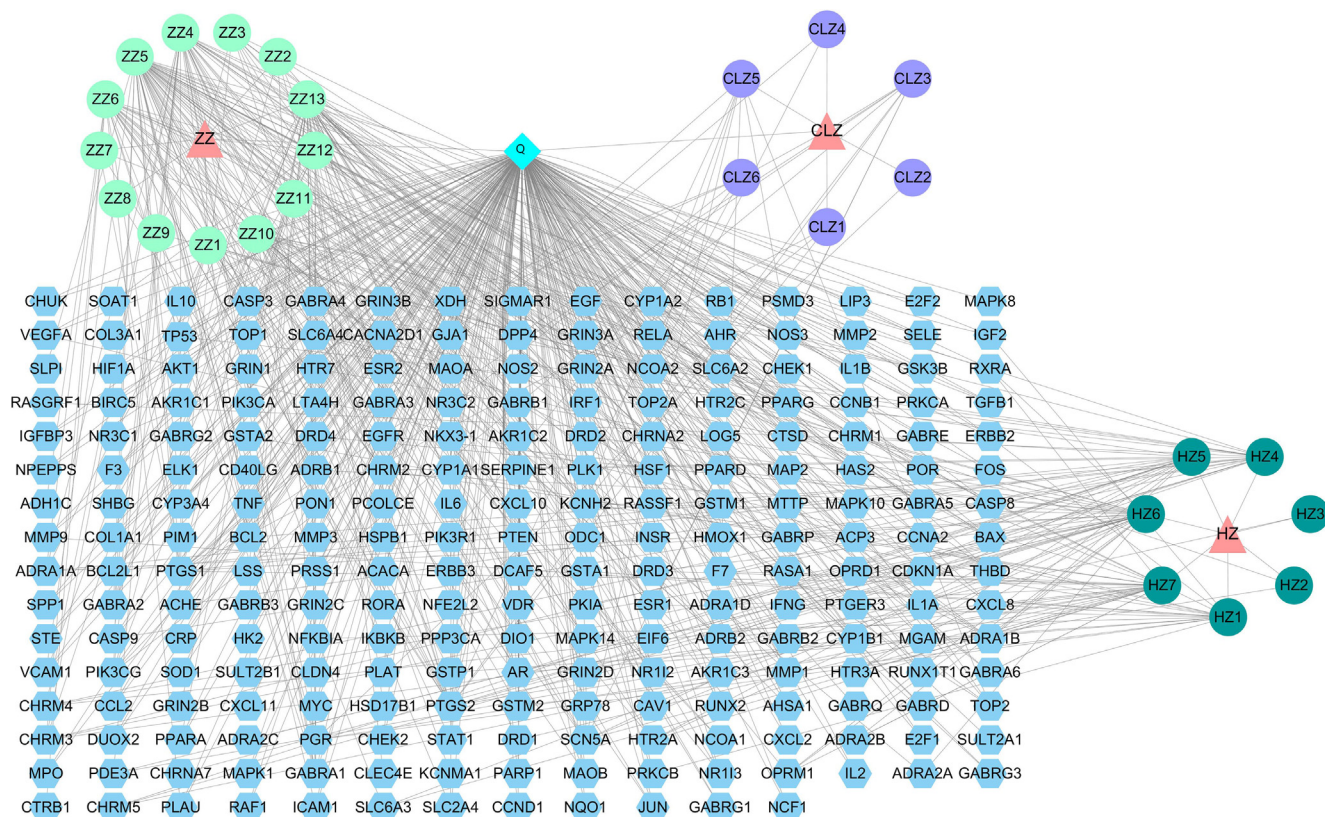 ZZ4 ZZ3 CLZ4
ZZ5 ZZ2 CLZ5 CLZ3
ZZ6 ZZ13
ZZ7 ZZ ZZ12 Q CLZ
ZZ8 ZZ11 CLZ6 CLZ2
ZZ9 ZZ1 ZZ10 CLZ1
CHUK SOAT1 IL10 CASP3 GABRA4 GRIN3B XDH SIGMAR1 EGF CYP1A2 RB1 PSMD3 LIP3 E2F2 MAPK8
VEGFA COL3A1 TP53 TOP1 SLC6A4 CACNA2D1 GJA1 DPP4 GRIN3A RELA AHR NOS3 MMP2 SELE IGF2
SLPI HIF1A AKT1 GRIN1 HTR7 ESR2 MAOA NOS2 GRIN2A NCOA2 SLC6A2 CHEK1 IL1B GSK3B RXRA
RASGRF1 BIRC5 AKR1C1 PIK3CA LTA4H GABRA3 NR3C2 GABRB1 IRF1 TOP2A HTR2C PPARG CCNB1 PRKCA TGFB1
IGFBP3 NR3C1 GABRG2 GSTA2 DRD4 EGFR NKX3-1 AKR1C2 DRD2 CHRNA2 LOG5 CTSD CHRM1 GABRE ERBB2
HZ5 HZ4
NPEPPS F3 ELK1 CD40LG ADRB1 CHRM2 CYP1A1 SERPINE1 PLK1 HSF1 PPARD MAP2 HAS2 POR FOS
ADH1C SHBG CYP3A4 TNF PON1 PCOLCE IL6 CXCL10 KCNH2 RASSF1 GSTM1 MTTP MAPK10 GABRA5 CASP8
HZ6 HZ3
MMP9 COL1A1 PIM1 BCL2 MMP3 HSPB1 PIK3R1 PTEN ODC1 INSR HMOX1 GABRP ACP3 CCNA2 BAX
HZ
ADRA1A BCL2L1 PTGS1 LSS PRSS1 ACACA ERBB3 DCAF5 GSTA1 DRD3 F7 RASA1 OPRD1 CDKN1A THBD
HZ7 HZ2
SPP1 GABRA2 ACHE GABRB3 GRIN2C RORA NFE2L2 VDR PKIA ESR1 ADRA1D IFNG PTGER3 IL1A CXCL8
HZ1
STE CASP9 CRP HK2 NFKBIA IKBKB PPP3CA DIO1 MAPK14 EIF6 ADRB2 GABRB2 CYP1B1 MGAM ADRA1B
VCAM1 PIK3CG SOD1 SULT2B1 CLDN4 PLAT GSTP1 AR GRIN2D NR1I2 AKR1C3 MMP1 HTR3A RUNX1T1 GABRA6
CHRM4 CCL2 GRIN2B CXCL11 MYC HSD17B1 PTGS2 GSTM2 GRP78 CAV1 RUNX2 AHSA1 GABRQ GABRD TOP2
CHRM3 DUOX2 PPARA ADRA2C PGR CHEK2 STAT1 DRD1 SCN5A HTR2A NCOA1 CXCL2 ADRA2B E2F1 SULT2A1
MPO PDE3A CHRNA7 MAPK1 GABRA1 CLEC4E KCNMA1 PARP1 MAOB PRKCB NR1I3 OPRM1 IL2 ADRA2A GABRG3
CTRB1 CHRM5 PLAU RAF1 ICAM1 SLC6A3 SLC2A4 CCND1 NQO1 JUN GABRG1 NCF1